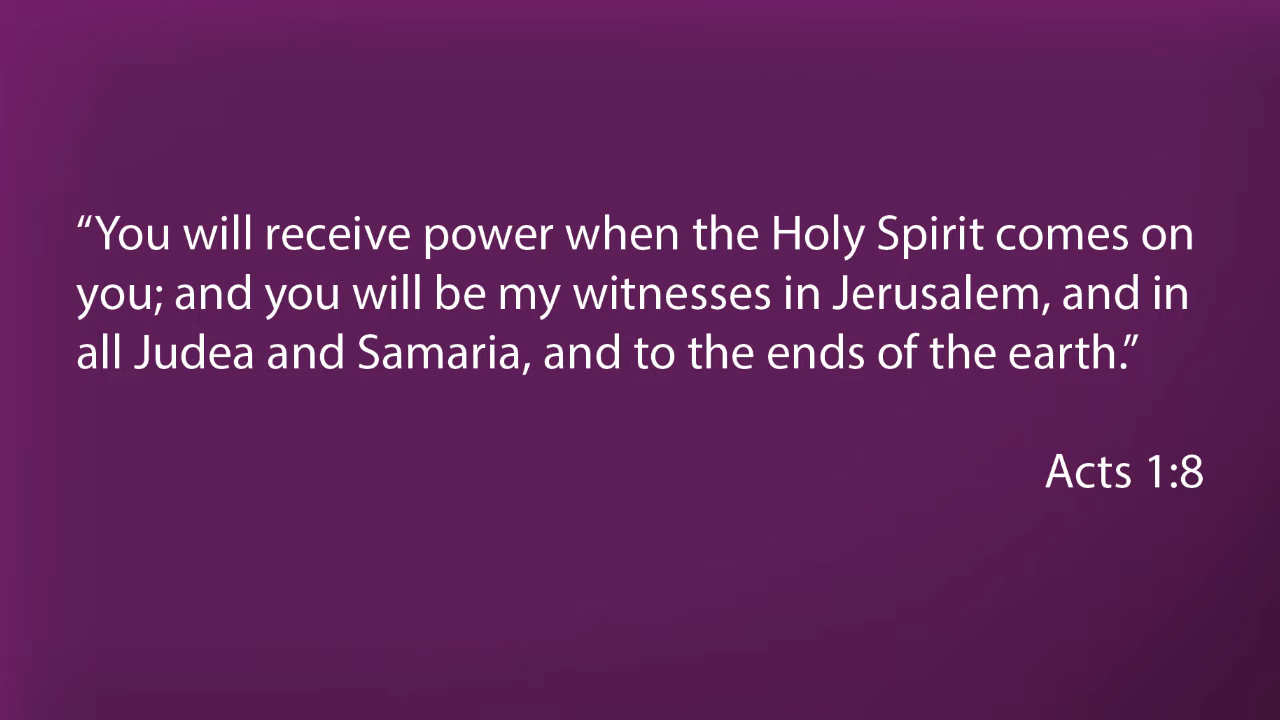 “You will receive power when the Holy Spirit comes on
you; and you will be my witnesses in Jerusalem, and in
all Judea and Samaria, and to the ends of the earth.”
Acts 1:8